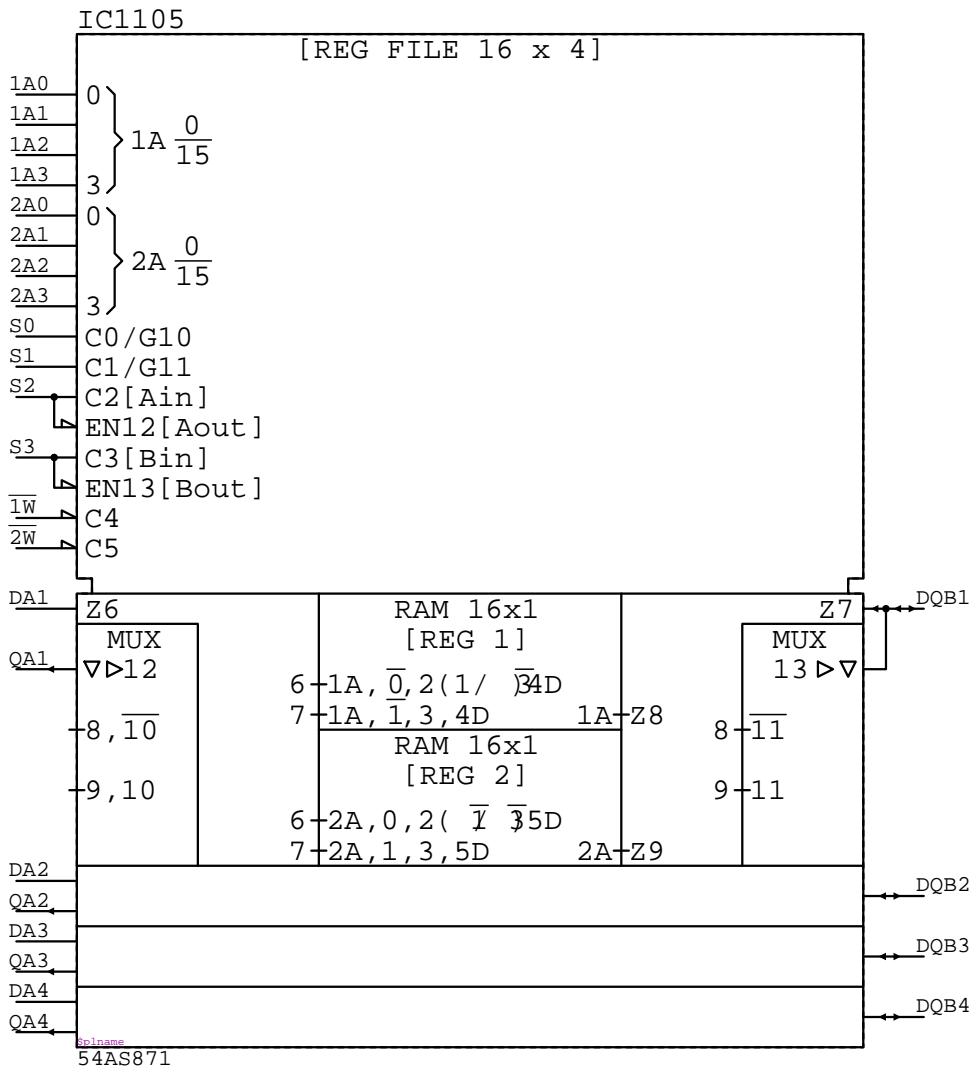 IC1105
[REG FILE 16 x 4]
1A0
0
1A1
1A 0/15
1A2
1A3
3
2A0
0
2A1
2A 0/15
2A2
2A3
3
S0
C0/G10
S1
C1/G11
S2
C2[Ain]
EN12[Aout]
S3
C3[Bin]
EN13[Bout]
1W
C4
2W
C5
DA1
Z6
RAM 16x1
Z7
DQB1
MUX
[REG 1]
MUX
QA1
▽▷12
13▷▽
6 1A, 0̅,2(1/ 3̅)4D
7 1A, 1̅,3,4D
1A Z8
8,1̅0̅
8 1̅1̅
RAM 16x1
[REG 2]
9,10
9 11
6 2A,0,2( 1̅/ 3̅)5D
7 2A,1,3,5D
2A Z9
DA2
QA2
DQB2
DA3
QA3
DQB3
DA4
QA4
DQB4
Splname
54AS871